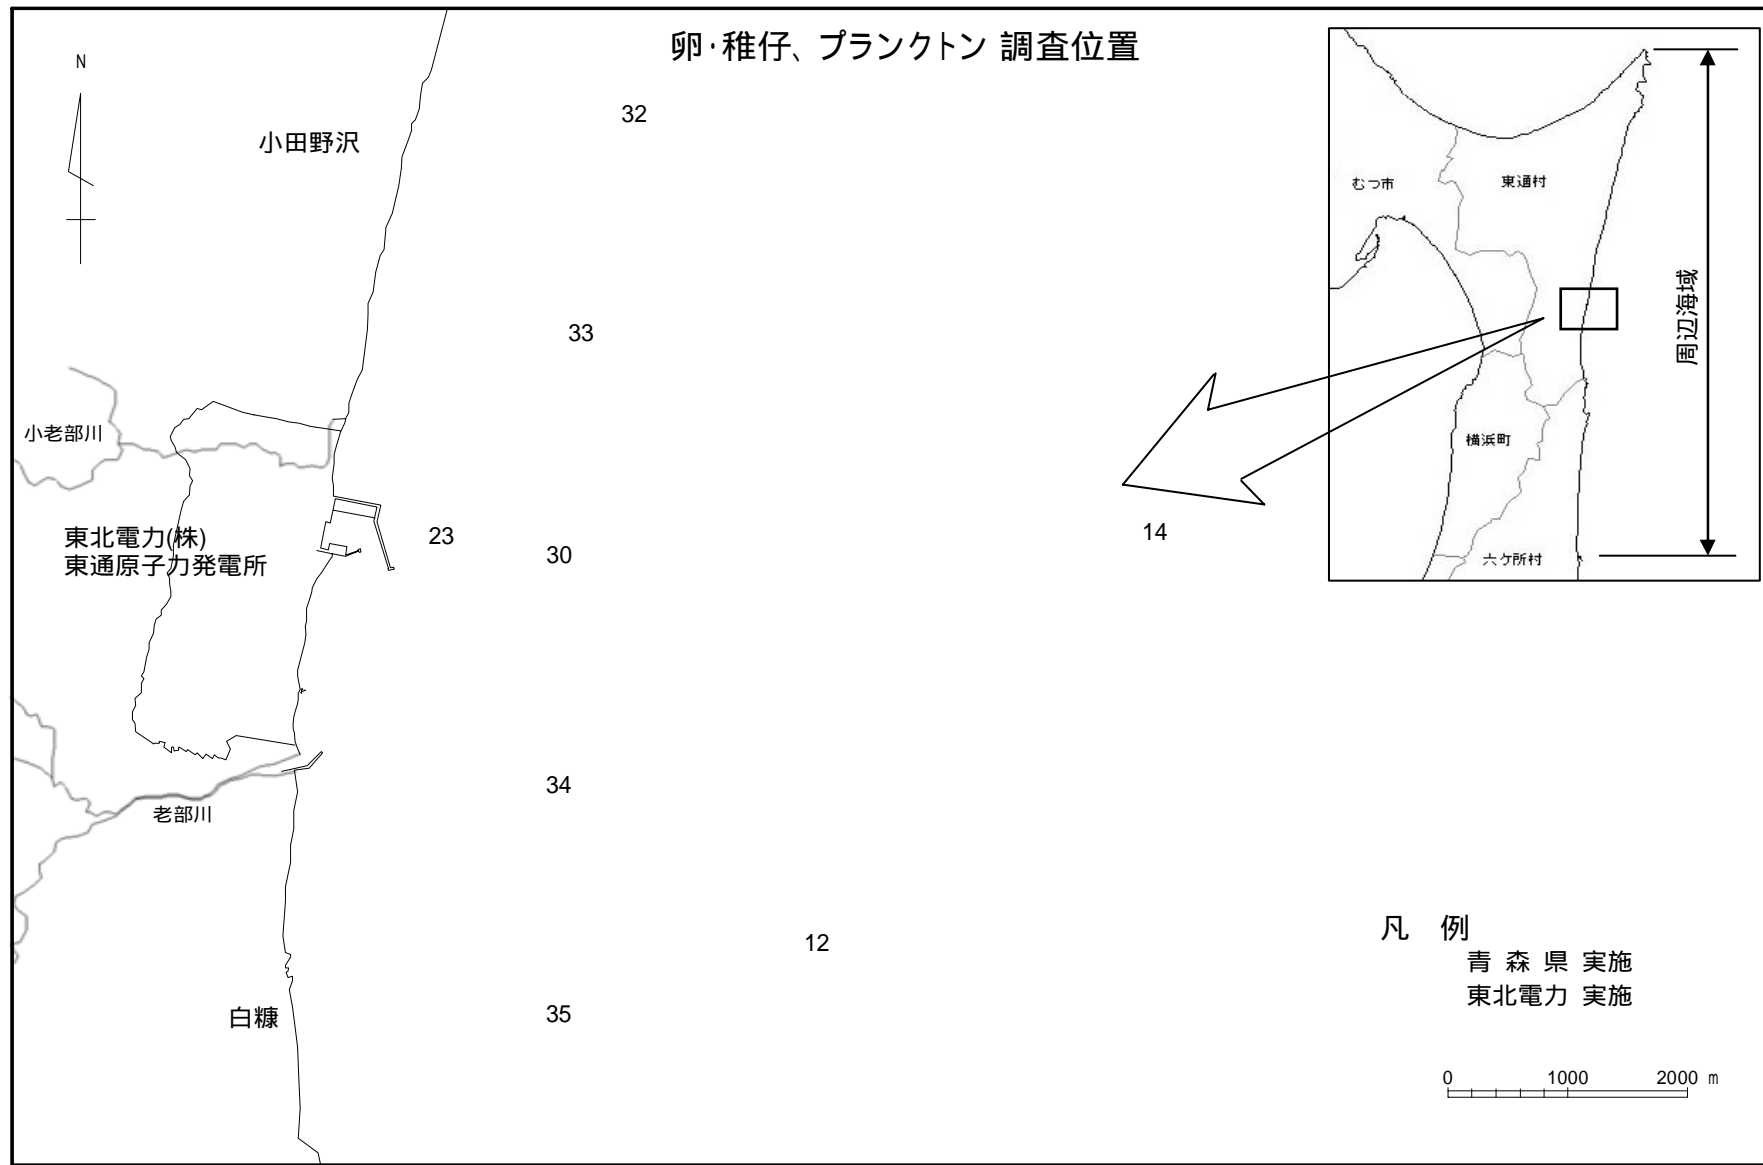 卵・稚仔、プランクトン 調査位置
N
小田野沢
32
33
小老部川
東北電力(株)
東通原子力発電所
23
30
14
34
老部川
12
白糠
35
むつ市
東通村
横浜町
六ケ所村
周辺海域
凡 例
青 森 県 実施
東北電力 実施
0 1000 2000 m